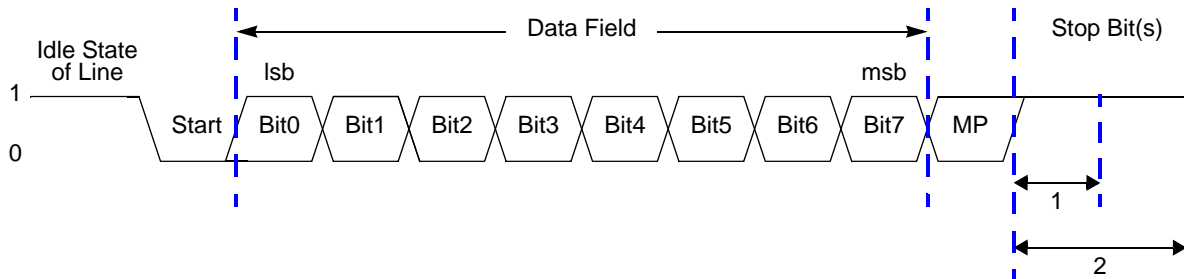 Data Field
Stop Bit(s)
Idle State
of Line
lsb
msb
1
Start
Bit0
Bit1
Bit2
Bit3
Bit4
Bit5
Bit6
Bit7
MP
0
1
2